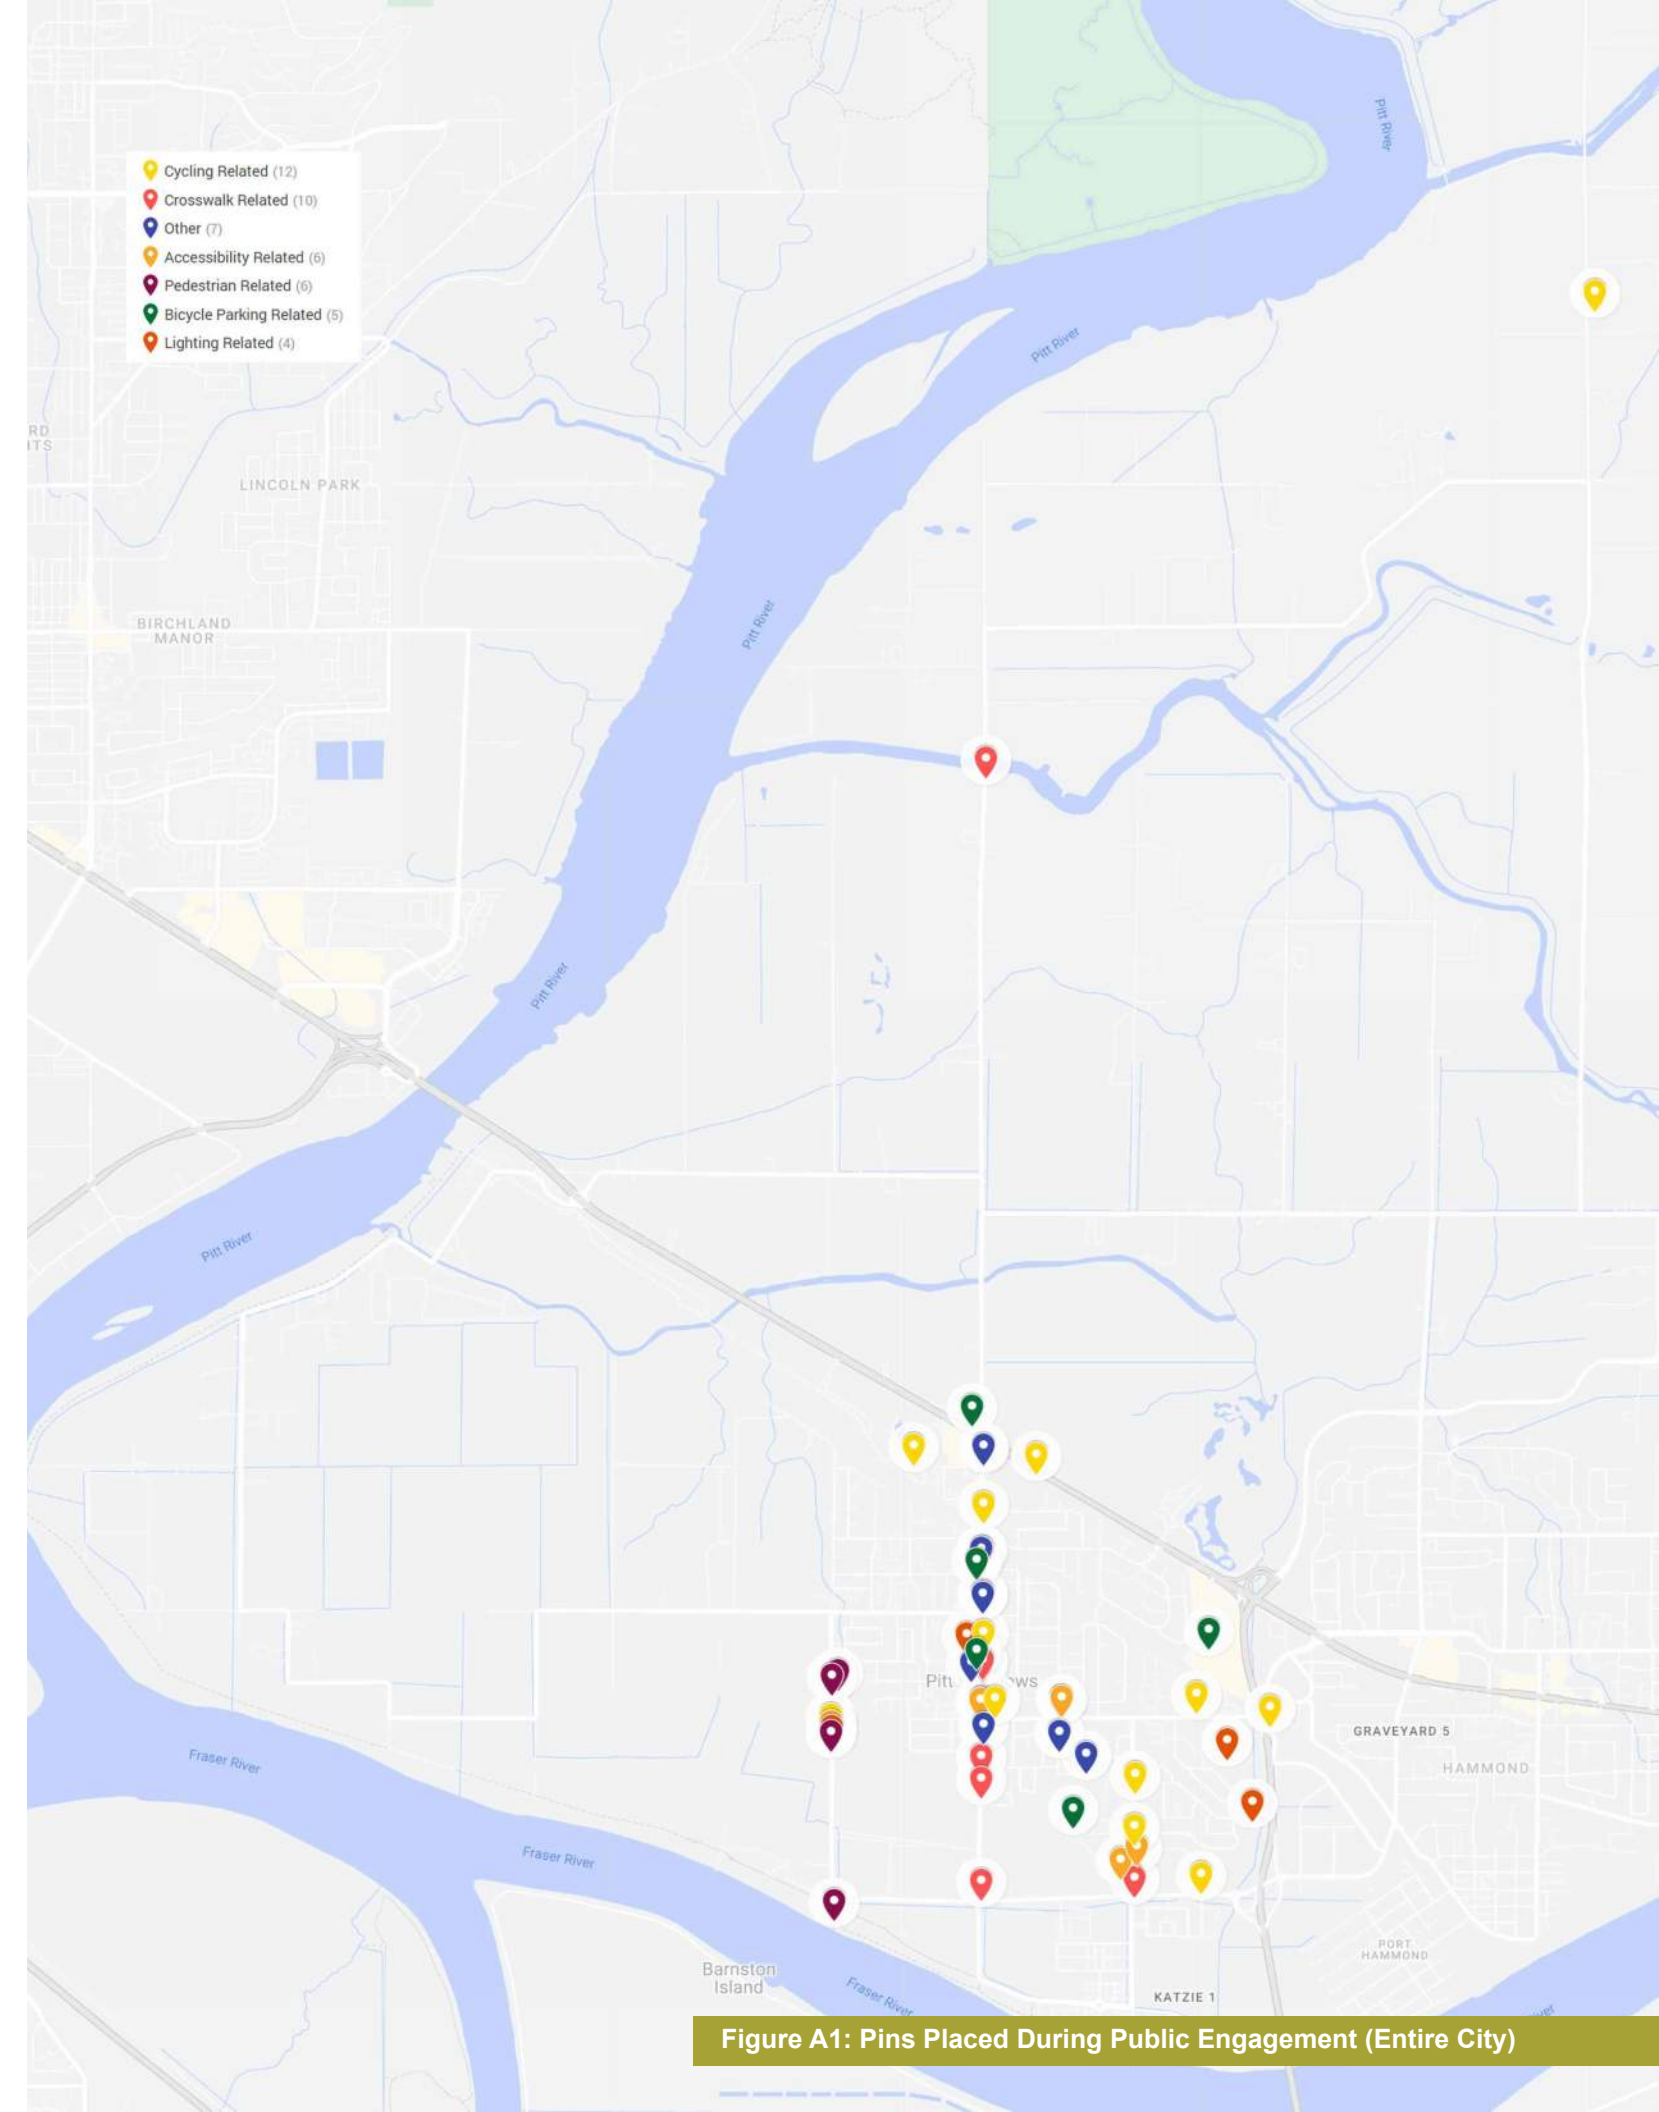 Pitt River
Cycling Related (12)
Crosswalk Related (10)
Other (7)
Accessibility Related (6)
Pedestrian Related (6)
Bicycle Parking Related (5)
Lighting Related (4)
Pitt River
RD
LINCOLN PARK
BIRCHLAND
MANOR
Pitt River
Pitt River
Pitt River
Pit
ws
GRAVEYARD 5
Fraser River
HAMMOND
Fraser River
PORT
HAMMOND
Barnston
Island
Fraser River
KATZIE 1
Figure A1: Pins Placed During Public Engagement (Entire City)